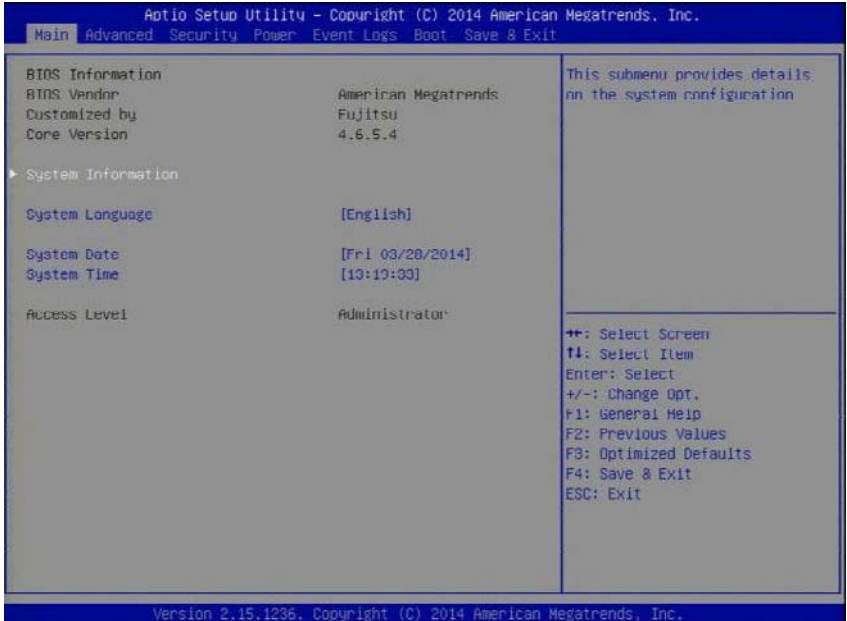 Aptio Setup Utility - Copyright (C) 2014 American Megatrends, Inc.
Main Advanced Security Power Event Logs Boot Save & Exit
BIOS Information
BIOS Vendor American Megatrends
Customized by Fujitsu
Core Version 4.6.5.4
► System Information
System Language [English]
System Date [Fri 03/28/2014]
System Time
Access Level Administrator
This submenu provides details
on the system configuration
→←: Select Screen
↑↓: Select Item
Enter: Select
+/-: Change Opt.
F1: General Help
F2: Previous Values
F3: Optimized Defaults
F4: Save & Exit
ESC: Exit
Version 2.15.1236. Copyright (C) 2014 American Megatrends, Inc.